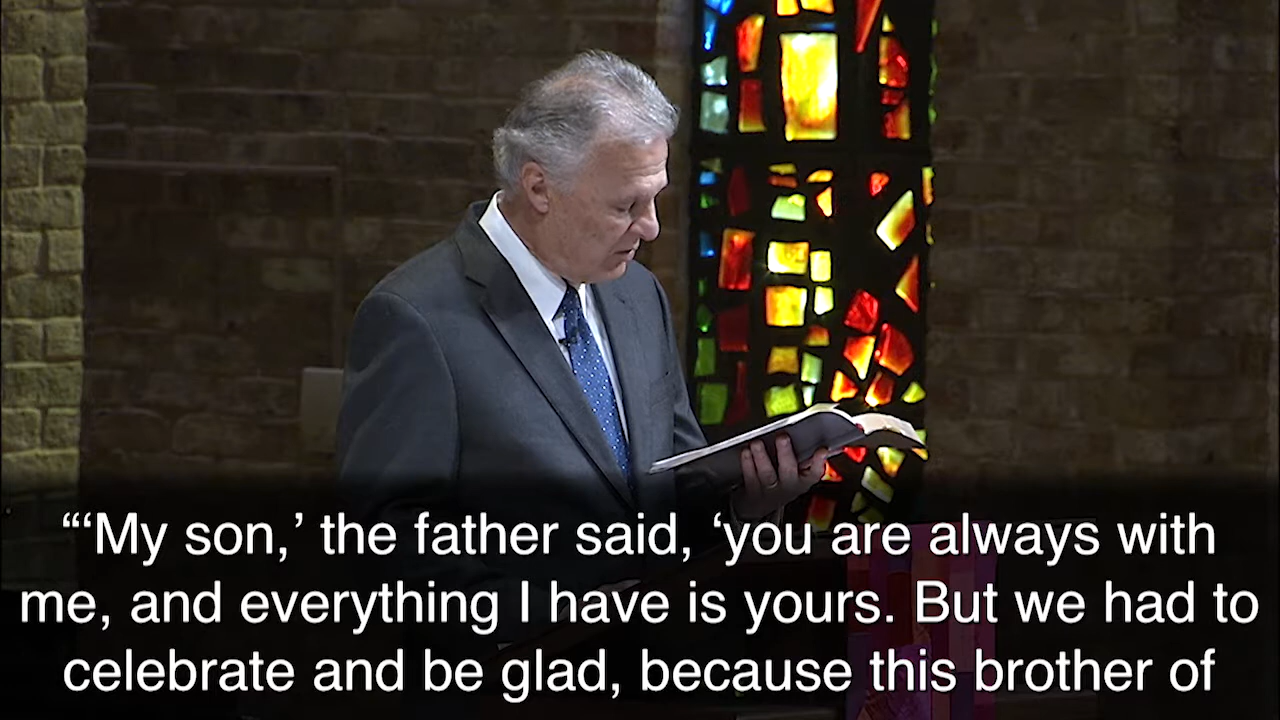 “‘My son,’ the father said, ‘you are always with
me, and everything I have is yours. But we had to
celebrate and be glad, because this brother of